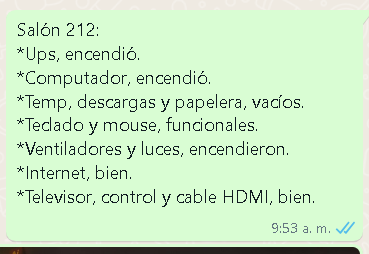 Salón 212:
*Ups, encendió.
*Computador, encendió.
*Temp, descargas y papelera, vacíos.
*Teclado y mouse, funcionales.
*Ventiladores y luces, encendieron.
*Internet, bien.
*Televisor, control y cable HDMI, bien.
9:53 a. m.